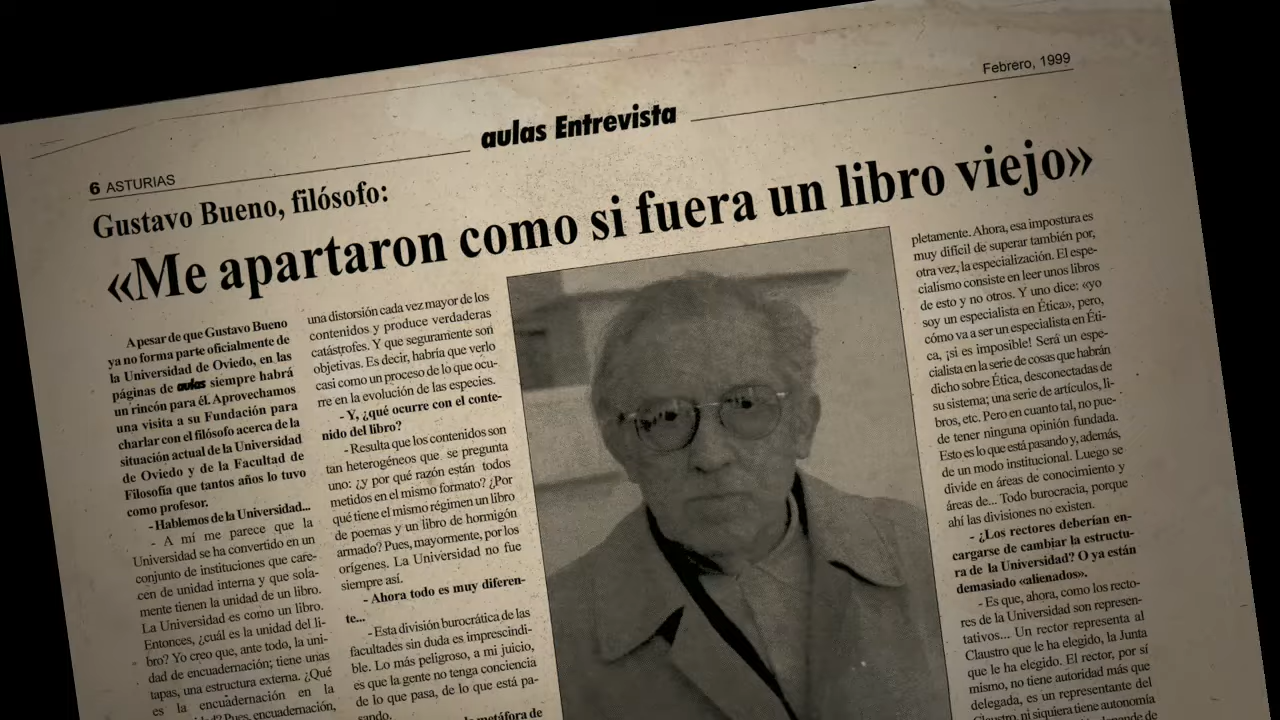 Febrero, 1999
aulas Entrevista
6 ASTURIAS
Gustavo Bueno, filósofo:
«Me apartaron como si fuera un libro viejo»
A pesar de que Gustavo Bueno
ya no forma parte oficialmente de
la Universidad de Oviedo, en las
páginas de aulas siempre habrá
un rincón para él. Aprovechamos
una visita a su Fundación para
charlar con el filósofo acerca de la
situación actual de la Universidad
de Oviedo y de la Facultad de
Filosofía que tantos años lo tuvo
como profesor.
- Hablemos de la Universidad...
- A mí me parece que la
Universidad se ha convertido en un
conjunto de instituciones que care-
cen de unidad interna y que sola-
mente tienen la unidad de un libro.
La Universidad es como un libro.
Entonces, ¿cuál es la unidad del li-
bro? Yo creo que, ante todo, la uni-
dad de encuadernación; tiene unas
tapas, una estructura externa. ¿Qué
es la encuadernación en la
Pues, encuadernación,
una distorsión cada vez mayor de los
contenidos y produce verdaderas
catástrofes. Y que seguramente son
objetivas. Es decir, habría que verlo
casi como un proceso de lo que ocu-
rre en la evolución de las especies.
- Y, ¿qué ocurre con el conte-
nido del libro?
- Resulta que los contenidos son
tan heterogéneos que se pregunta
uno: ¿y por qué razón están todos
metidos en el mismo formato? ¿Por
qué tiene el mismo régimen un libro
de poemas y un libro de hormigón
armado? Pues, mayormente, por los
orígenes. La Universidad no fue
siempre así.
- Ahora todo es muy diferen-
te...
- Esta división burocrática de las
facultades sin duda es imprescindi-
ble. Lo más peligroso, a mi juicio,
es que la gente no tenga conciencia
de lo que pasa, de lo que está pa-
sando.
metáfora de
pletamente. Ahora, esa impostura es
muy difícil de superar también por,
otra vez, la especialización. El espe-
cialismo consiste en leer unos libros
de esto y no otros. Y uno dice: «yo
soy un especialista en Ética», pero,
cómo va a ser un especialista en Éti-
ca, ¡si es imposible! Será un espe-
cialista en la serie de cosas que habrán
dicho sobre Ética, desconectadas de
su sistema; una serie de artículos, li-
bros, etc. Pero en cuanto tal, no pue-
de tener ninguna opinión fundada.
Esto es lo que está pasando y, además,
de un modo institucional. Luego se
divide en áreas de conocimiento y
áreas de... Todo burocracia, porque
ahí las divisiones no existen.
- ¿Los rectores deberían en-
cargarse de cambiar la estructu-
ra de la Universidad? O ya están
demasiado «alienados».
- Es que, ahora, como los recto-
res de la Universidad son represen-
tativos... Un rector representa al
Claustro que le ha elegido, la Junta
que le ha elegido. El rector, por sí
mismo, no tiene autoridad más que
delegada, es un representante del
Claustro, ni siquiera tiene autonomía